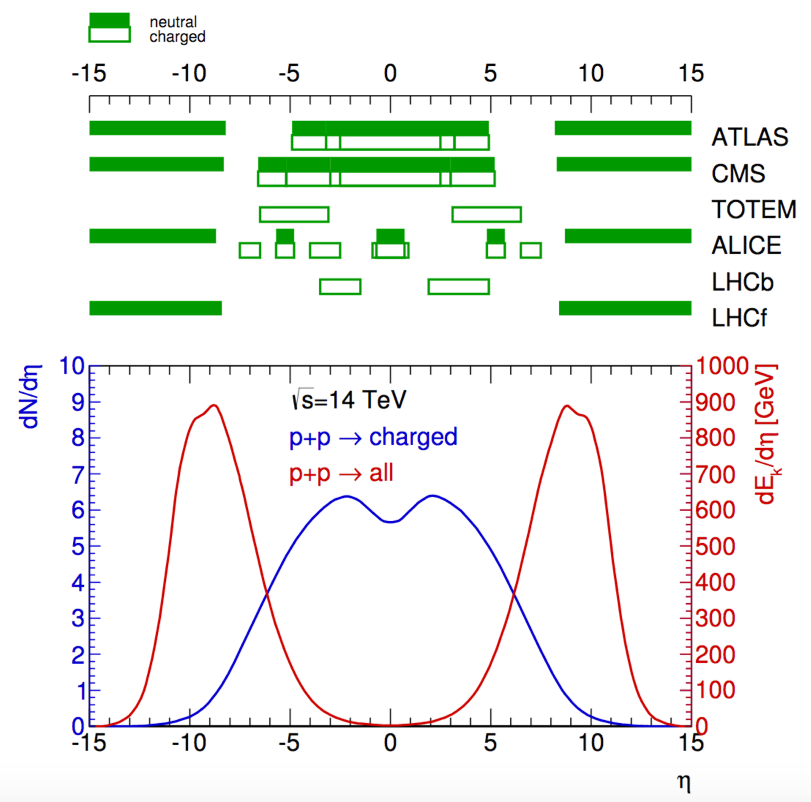 neutral
charged
-15 -10 -5 0 5 10 15
ATLAS
CMS
TOTEM
ALICE
LHCb
LHCf
dN/dη
10
9
8
7
6
5
4
3
2
1
0
√s=14 TeV
p+p → charged
p+p → all
1000
900
800
700
600
500
400
300
200
100
0
dE_k/dη [GeV]
-15 -10 -5 0 5 10 15
η